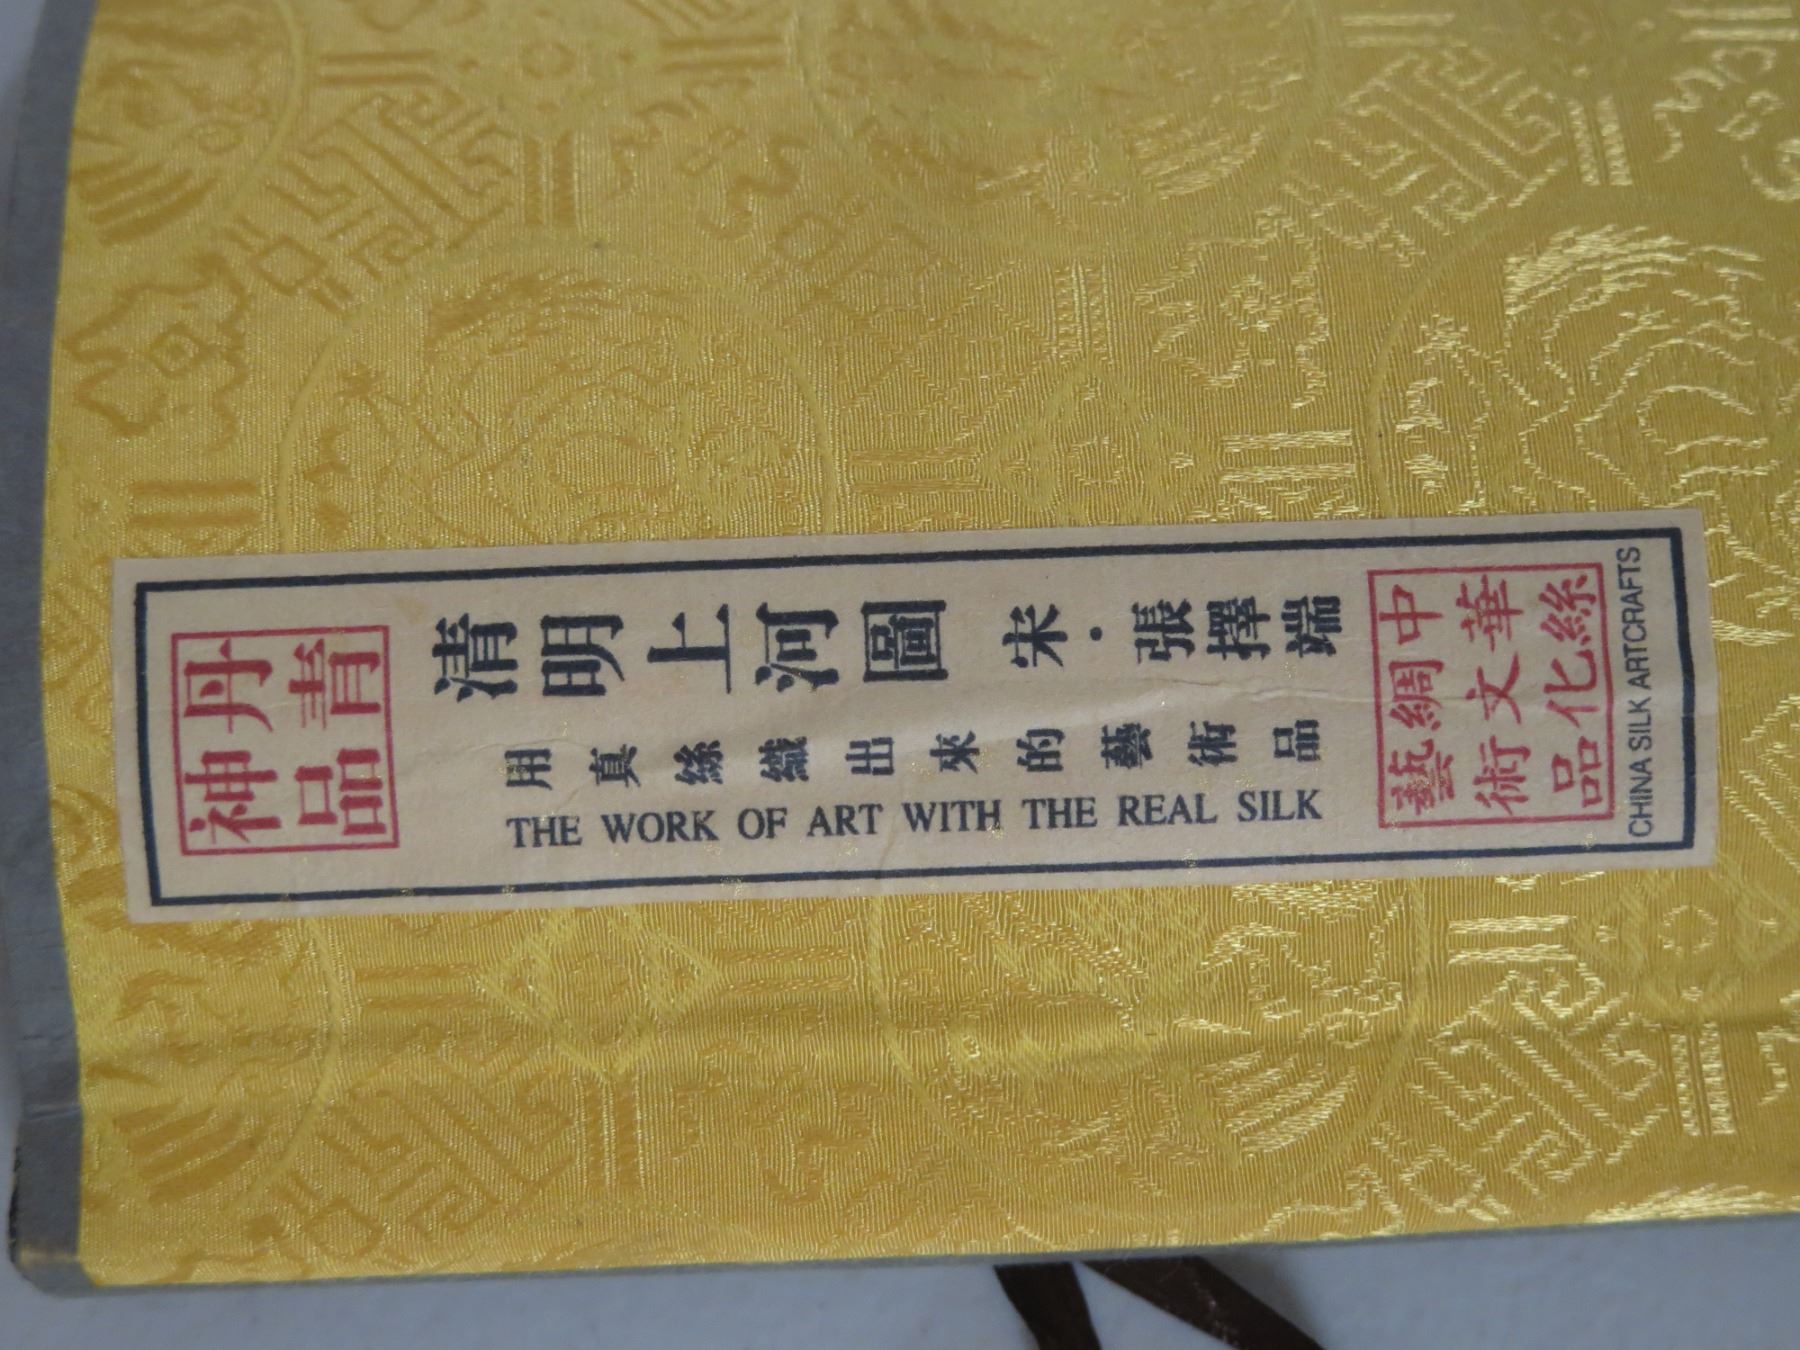 丹青
神品
清明上河圖 宋·張擇端
用真絲織出來的藝術品
THE WORK OF ART WITH THE REAL SILK
中華絲
綢文化
藝術品
CHINA SILK ARTCRAFTS